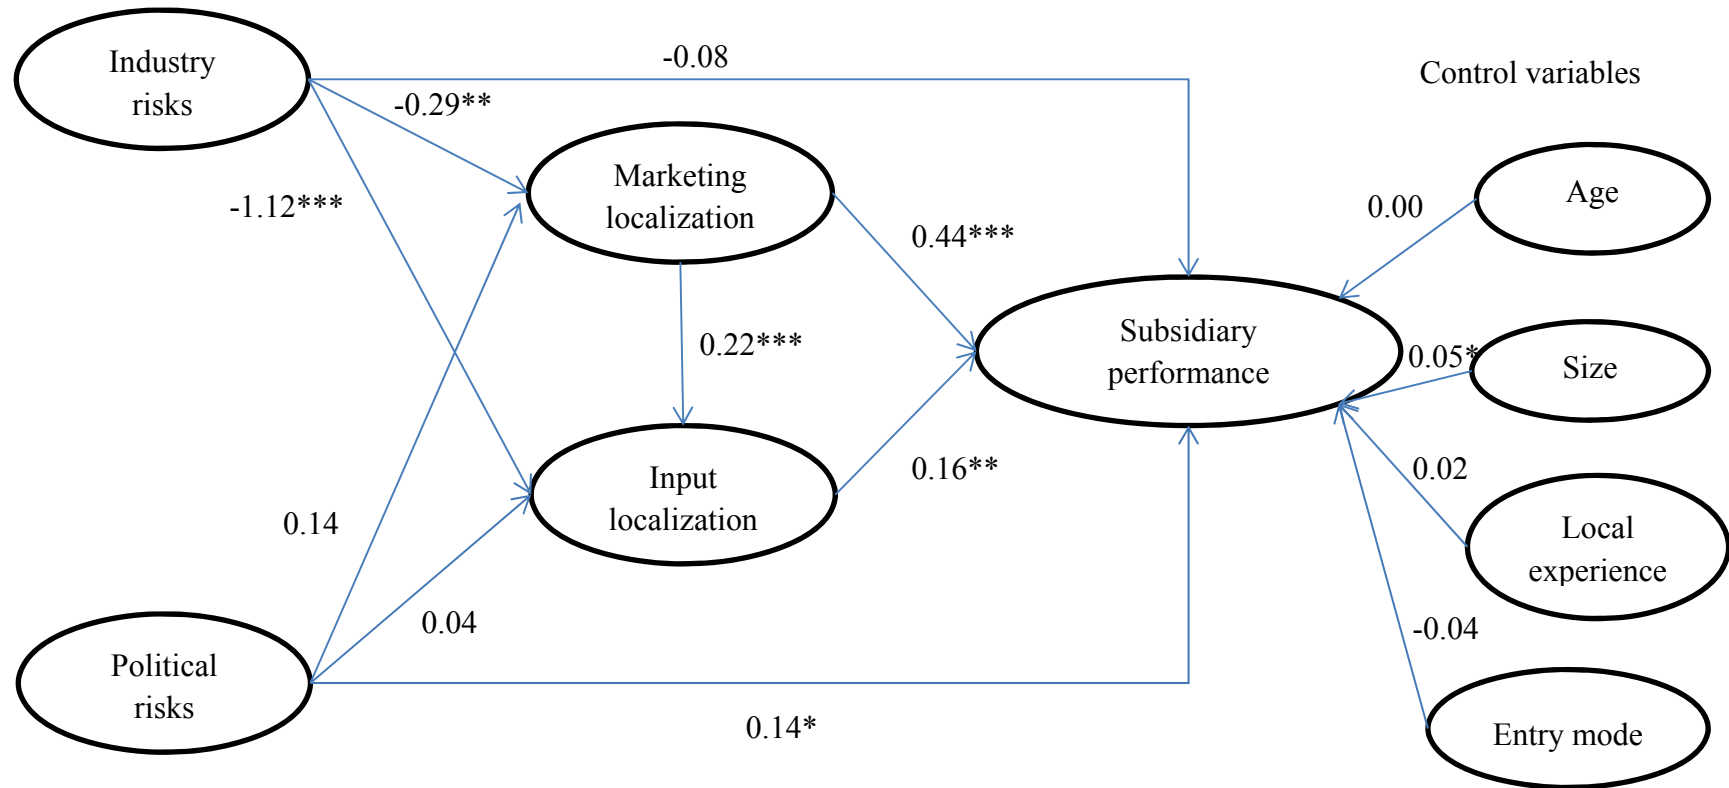 Industry
risks
-0.08
Control variables
-0.29**
Marketing
localization
-1.12***
0.44***
0.00
Age
0.22***
Subsidiary
performance
0.05*
Size
Input
localization
0.16**
0.02
0.14
Local
experience
0.04
-0.04
Political
risks
0.14*
Entry mode